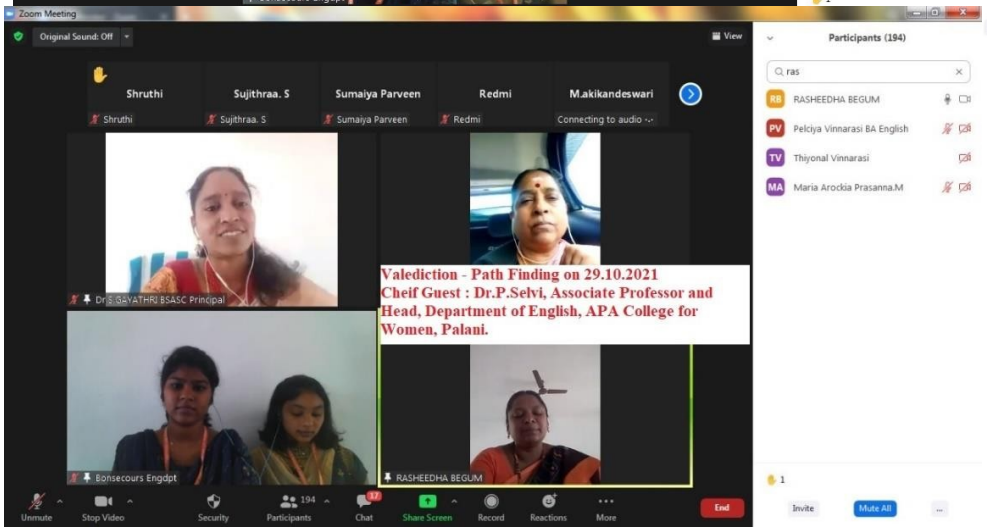 Zoom Meeting
Original Sound: Off
View
Participants (194)
ras
Shruthi
Sujithraa. S
Sumaiya Parveen
Redmi
M.akikandeswari
Shruthi
Sujithraa. S
Sumaiya Parveen
Redmi
Connecting to audio
RB RASHEEDHA BEGUM
PV Pelciya Vinnarasi BA English
TV Thiyonal Vinnarasi
MA Maria Arockia Prasanna.M
Valediction - Path Finding on 29.10.2021
Cheif Guest : Dr.P.Selvi, Associate Professor and
Head, Department of English, APA College for
Women, Palani.
Dr S.GAYATHRI BSASC Principal
Bonsecours Engdpt
RASHEEDHA BEGUM
1
Unmute
Stop Video
Security
194
Participants
17
Chat
Share Screen
Record
Reactions
More
End
Invite
Mute All
...